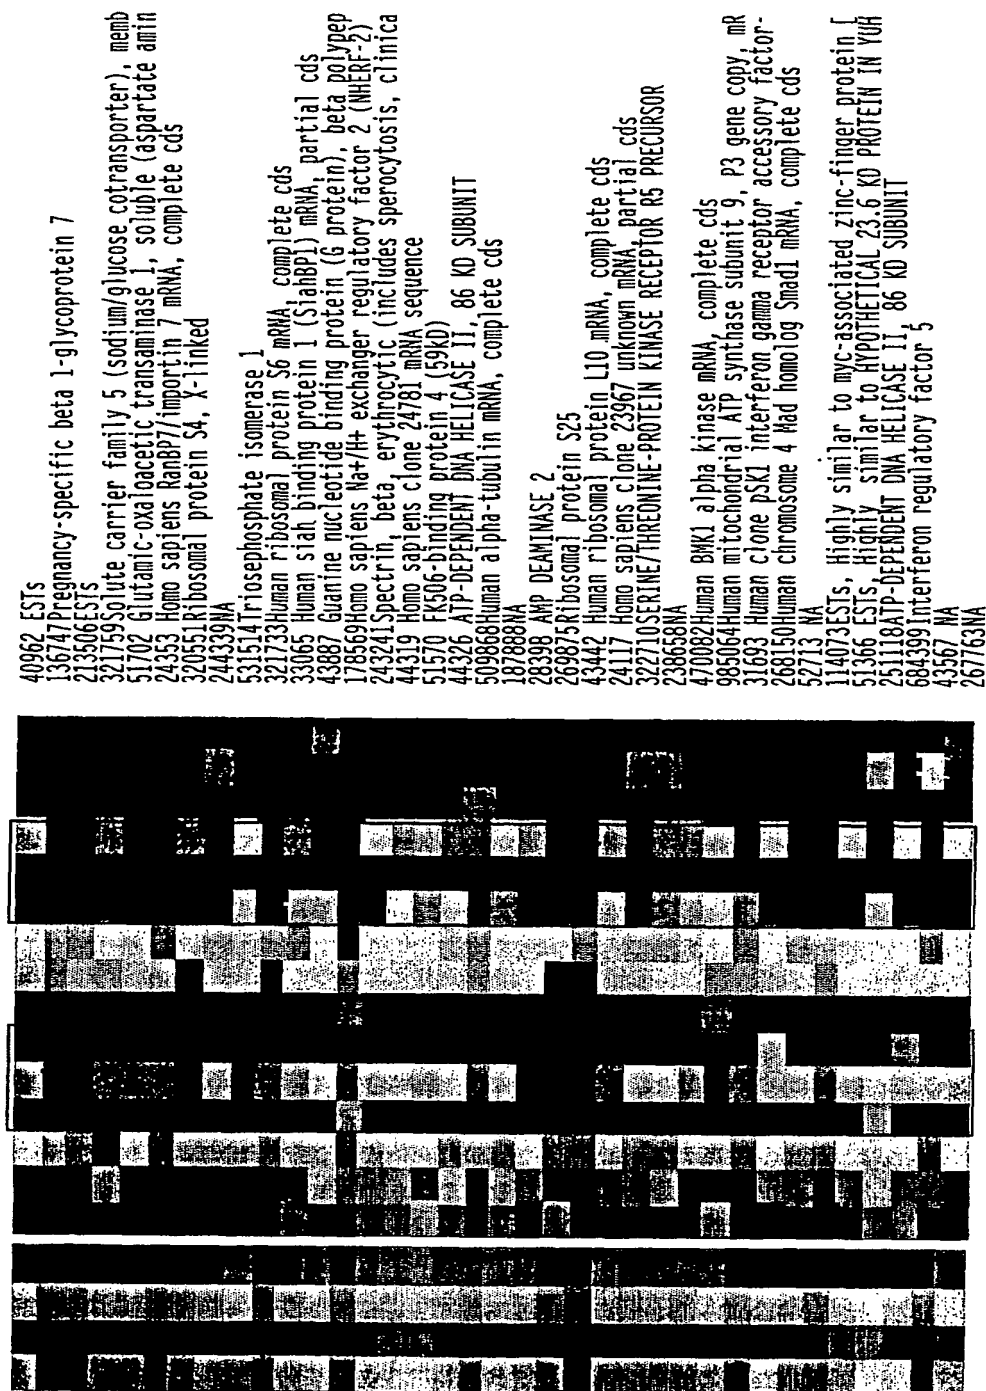 40962 ESTs
136747Pregnancy-specific beta 1-glycoprotein 7
213506ESTs
321759Solute carrier family 5 (sodium/glucose cotransporter), memb
51702 Glutamic-oxaloacetic transaminase 1, soluble (aspartate amin
24353 Homo sapiens RanBP7/importin 7 mRNA, complete cds
320551Ribosomal protein S4, X-linked
244339NA
531514Triosephosphate isomerase 1
321733Human ribosomal protein S6 mRNA, complete cds
33065 Human siah binding protein 1 (SiahBP1) mRNA, partial cds
43887 Guanine nucleotide binding protein (G protein), beta polypep
178569Homo sapiens Na+/H+ exchanger regulatory factor 2 (NHERF-2)
243241Spectrin, beta, erythrocytic (includes sperocytosis, clinica
44319 Homo sapiens clone 24781 mRNA sequence
51570 FK506-binding protein 4 (59kD)
44326 ATP-DEPENDENT DNA HELICASE II, 86 KD SUBUNIT
509868Human alpha-tubulin mRNA, complete cds
187888NA
28398 AMP DEAMINASE 2
269875Ribosomal protein S25
43442 Human ribosomal protein L10 mRNA, complete cds
24117 Homo sapiens clone 23967 unknown mRNA, partial cds
322710SERINE/THREONINE-PROTEIN KINASE RECEPTOR R5 PRECURSOR
238658NA
470082Human BMK1 alpha kinase mRNA, complete cds
985064Human mitochondrial ATP synthase subunit 9, P3 gene copy, mR
31693 Human clone pSK1 interferon gamma receptor accessory factor-
268150Human chromosome 4 Mad homolog Smad1 mRNA, complete cds
52713 NA
114073ESTs, Highly similar to myc-associated zinc-finger protein [
51366 ESTs, Highly similar to HYPOTHETICAL 23.6 KD PROTEIN IN YUH
251118ATP-DEPENDENT DNA HELICASE II, 86 KD SUBUNIT
684399Interferon regulatory factor 5
43567 NA
267763NA